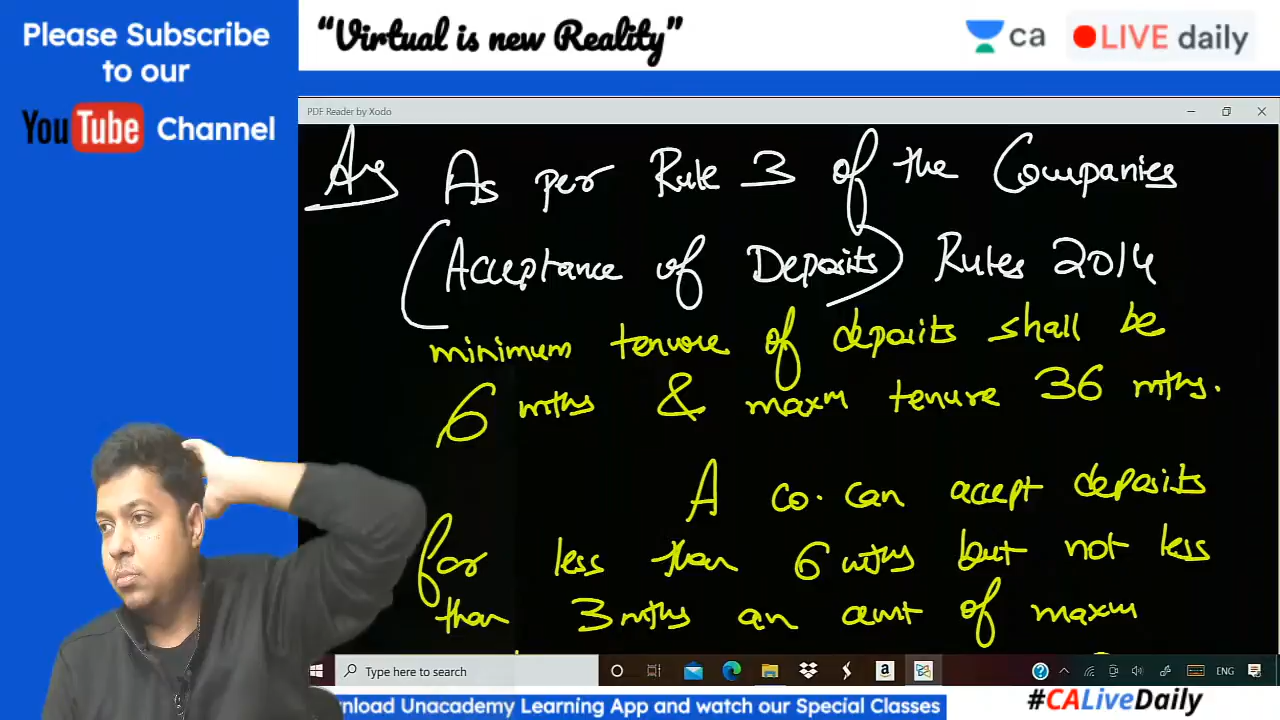 Please Subscribe
to our
YouTube Channel
"Virtual is new Reality"
ca
LIVE daily
PDF Reader by Xodo
Ans As per Rule 3 of the Companies
(Acceptance of Deposits) Rules 2014
minimum tenure of deposits shall be
6 mths & maxm tenure 36 mths.
A co. can accept deposits
for less than 6 mths but not less
than 3 mths an amt of maxm
Type here to search
ENG
wnload Unacademy Learning App and watch our Special Classes
#CALiveDaily